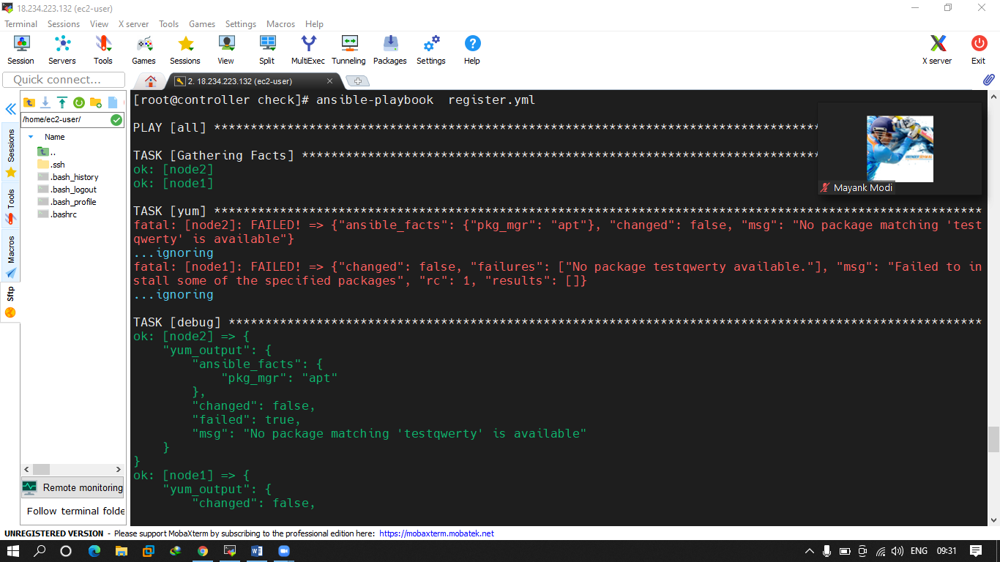 18.234.223.132 (ec2-user)
Terminal Sessions View X server Tools Games Settings Macros Help
Session Servers Tools Games Sessions View Split MultiExec Tunneling Packages Settings Help X server Exit
Quick connect...
2. 18.234.223.132 (ec2-user)
/home/ec2-user/
Name
..
.ssh
.bash_history
.bash_logout
.bash_profile
.bashrc
Sessions
Tools
Macros
Sftp
Remote monitoring
Follow terminal folde
[root@controller check]# ansible-playbook  register.yml
PLAY [all] ***********************************************************************************
TASK [Gathering Facts] ***********************************************************************
ok: [node2]
ok: [node1]
Mayank Modi
TASK [yum] *********************************************************************************************************
fatal: [node2]: FAILED! => {"ansible_facts": {"pkg_mgr": "apt"}, "changed": false, "msg": "No package matching 'test
qwerty' is available"}
...ignoring
fatal: [node1]: FAILED! => {"changed": false, "failures": ["No package testqwerty available."], "msg": "Failed to in
stall some of the specified packages", "rc": 1, "results": []}
...ignoring
TASK [debug] *******************************************************************************************************
ok: [node2] => {
    "yum_output": {
        "ansible_facts": {
            "pkg_mgr": "apt"
        },
        "changed": false,
        "failed": true,
        "msg": "No package matching 'testqwerty' is available"
    }
}
ok: [node1] => {
    "yum_output": {
        "changed": false,
UNREGISTERED VERSION - Please support MobaXterm by subscribing to the professional edition here: https://mobaxterm.mobatek.net
ENG 09:31